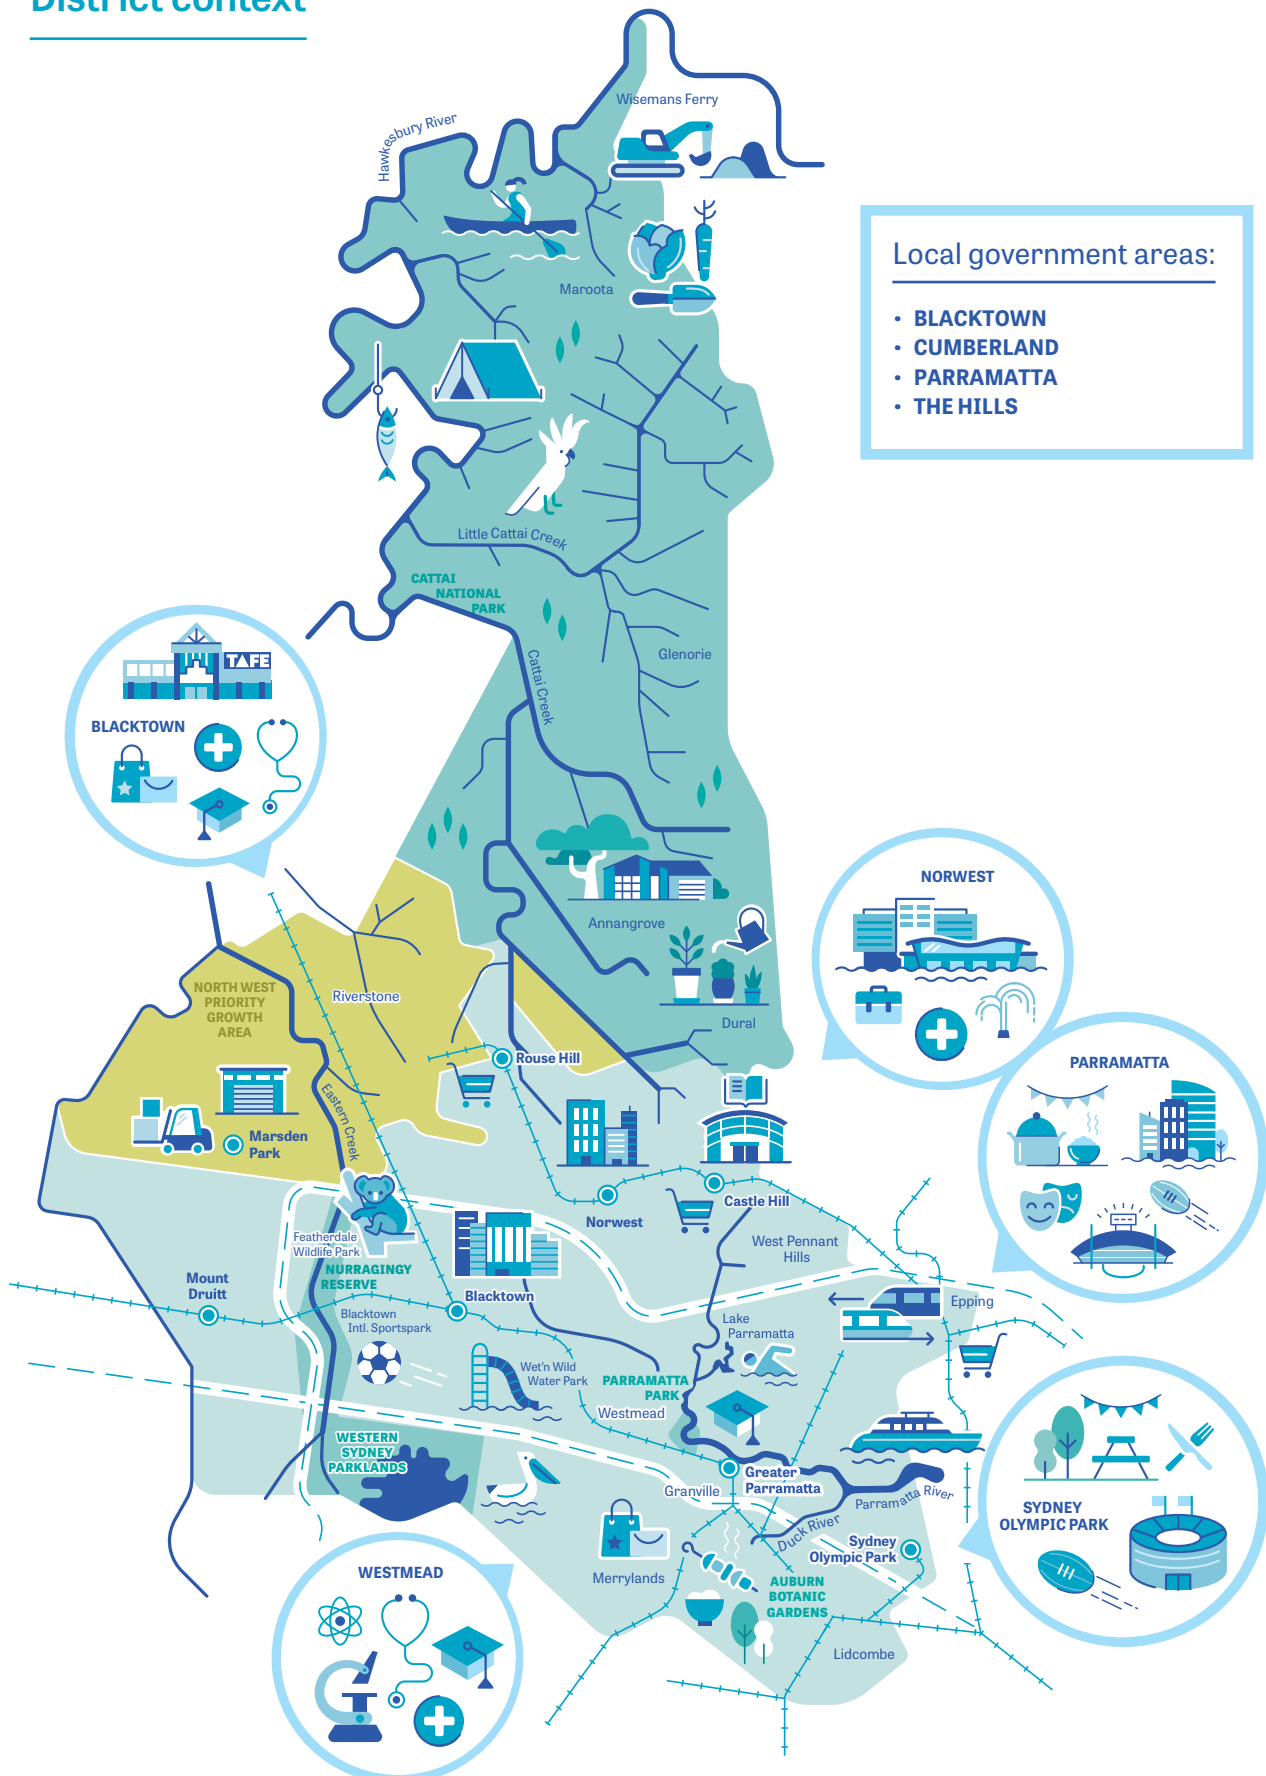 District context
Wisemans Ferry
Hawkesbury River
Local government areas:
• BLACKTOWN
• CUMBERLAND
• PARRAMATTA
• THE HILLS
Maroota
Little Cattai Creek
CATTAI
NATIONAL
PARK
Glenorie
Cattai Creek
TAFE
BLACKTOWN
Annangrove
NORWEST
NORTH WEST
PRIORITY
GROWTH
AREA
Riverstone
Dural
Rouse Hill
PARRAMATTA
Eastern Creek
Marsden
Park
Castle Hill
Norwest
Featherdale
Wildlife Park
West Pennant
Hills
NURRAGINGY
RESERVE
Mount
Druitt
Blacktown
Epping
Blacktown
Intl. Sportspark
Lake
Parramatta
Wet'n Wild
Water Park
PARRAMATTA
PARK
Westmead
WESTERN
SYDNEY
PARKLANDS
Greater
Parramatta
Granville
Parramatta River
SYDNEY
OLYMPIC PARK
Duck River
Sydney
Olympic Park
WESTMEAD
Merrylands
AUBURN
BOTANIC
GARDENS
Lidcombe